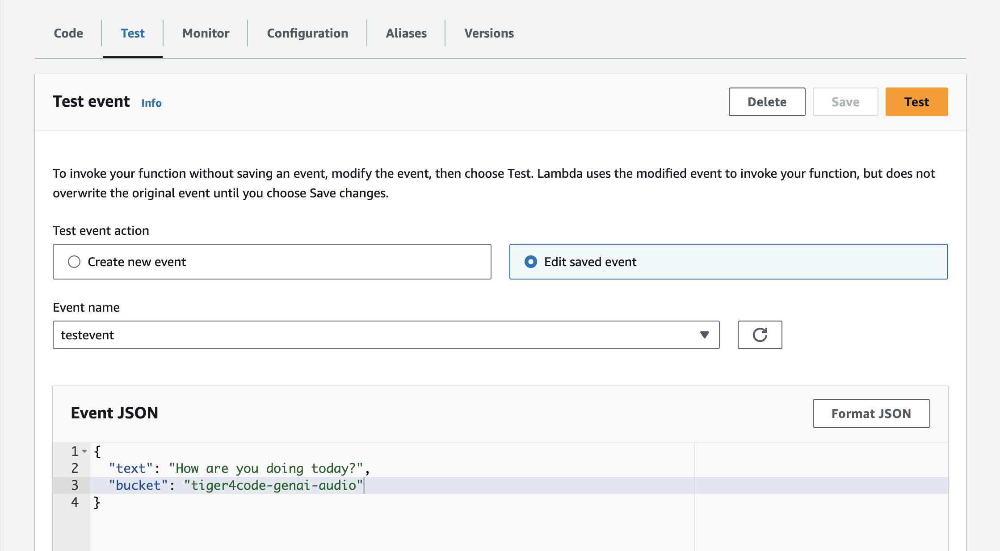 Code Test Monitor Configuration Aliases Versions
Test event Info Delete Save Test
To invoke your function without saving an event, modify the event, then choose Test. Lambda uses the modified event to invoke your function, but does not
overwrite the original event until you choose Save changes.
Test event action
Create new event Edit saved event
Event name
testevent
Event JSON Format JSON
1 {
2 "text": "How are you doing today?",
3 "bucket": "tiger4code-genai-audio"
4 }